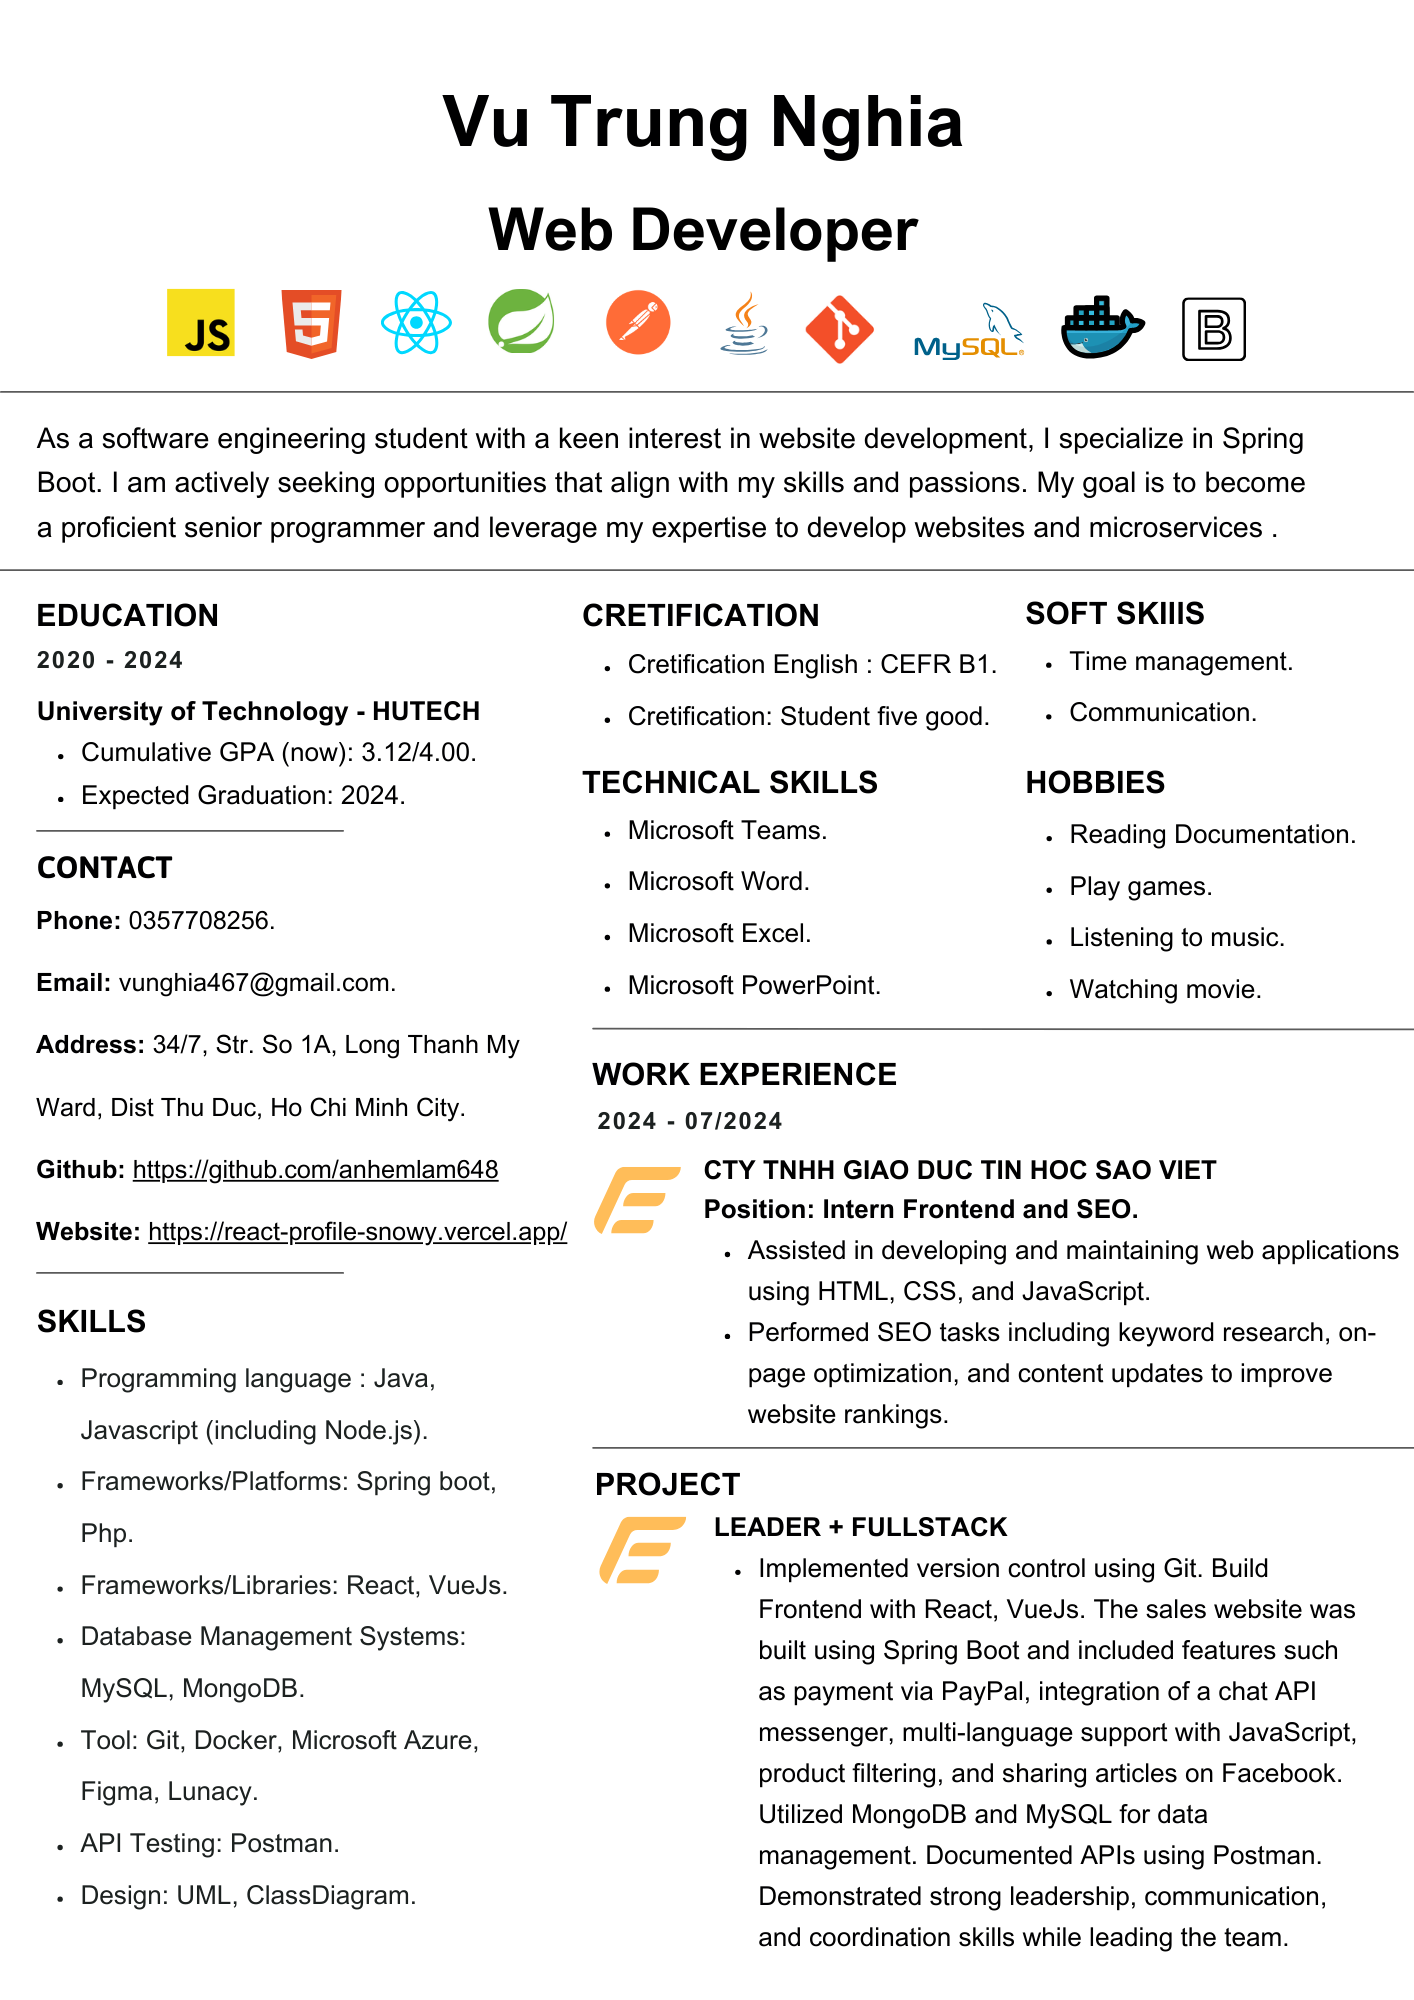 Vu Trung Nghia
Web Developer
JS
5
MySQL®
B
As a software engineering student with a keen interest in website development, I specialize in Spring
Boot. I am actively seeking opportunities that align with my skills and passions. My goal is to become
a proficient senior programmer and leverage my expertise to develop websites and microservices .
EDUCATION
2020 - 2024
University of Technology - HUTECH
• Cumulative GPA (now): 3.12/4.00.
• Expected Graduation: 2024.
CONTACT
Phone: 0357708256.
Email: vunghia467@gmail.com.
Address: 34/7, Str. So 1A, Long Thanh My
Ward, Dist Thu Duc, Ho Chi Minh City.
Github: https://github.com/anhemlam648
Website: https://react-profile-snowy.vercel.app/
SKILLS
• Programming language : Java,
Javascript (including Node.js).
• Frameworks/Platforms: Spring boot,
Php.
• Frameworks/Libraries: React, VueJs.
• Database Management Systems:
MySQL, MongoDB.
• Tool: Git, Docker, Microsoft Azure,
Figma, Lunacy.
• API Testing: Postman.
• Design: UML, ClassDiagram.
CRETIFICATION
• Cretification English : CEFR B1.
• Cretification: Student five good.
TECHNICAL SKILLS
• Microsoft Teams.
• Microsoft Word.
• Microsoft Excel.
• Microsoft PowerPoint.
SOFT SKIIIS
• Time management.
• Communication.
HOBBIES
• Reading Documentation.
• Play games.
• Listening to music.
• Watching movie.
WORK EXPERIENCE
2024 - 07/2024
CTY TNHH GIAO DUC TIN HOC SAO VIET
Position: Intern Frontend and SEO.
• Assisted in developing and maintaining web applications
using HTML, CSS, and JavaScript.
• Performed SEO tasks including keyword research, on-
page optimization, and content updates to improve
website rankings.
PROJECT
LEADER + FULLSTACK
• Implemented version control using Git. Build
Frontend with React, VueJs. The sales website was
built using Spring Boot and included features such
as payment via PayPal, integration of a chat API
messenger, multi-language support with JavaScript,
product filtering, and sharing articles on Facebook.
Utilized MongoDB and MySQL for data
management. Documented APIs using Postman.
Demonstrated strong leadership, communication,
and coordination skills while leading the team.